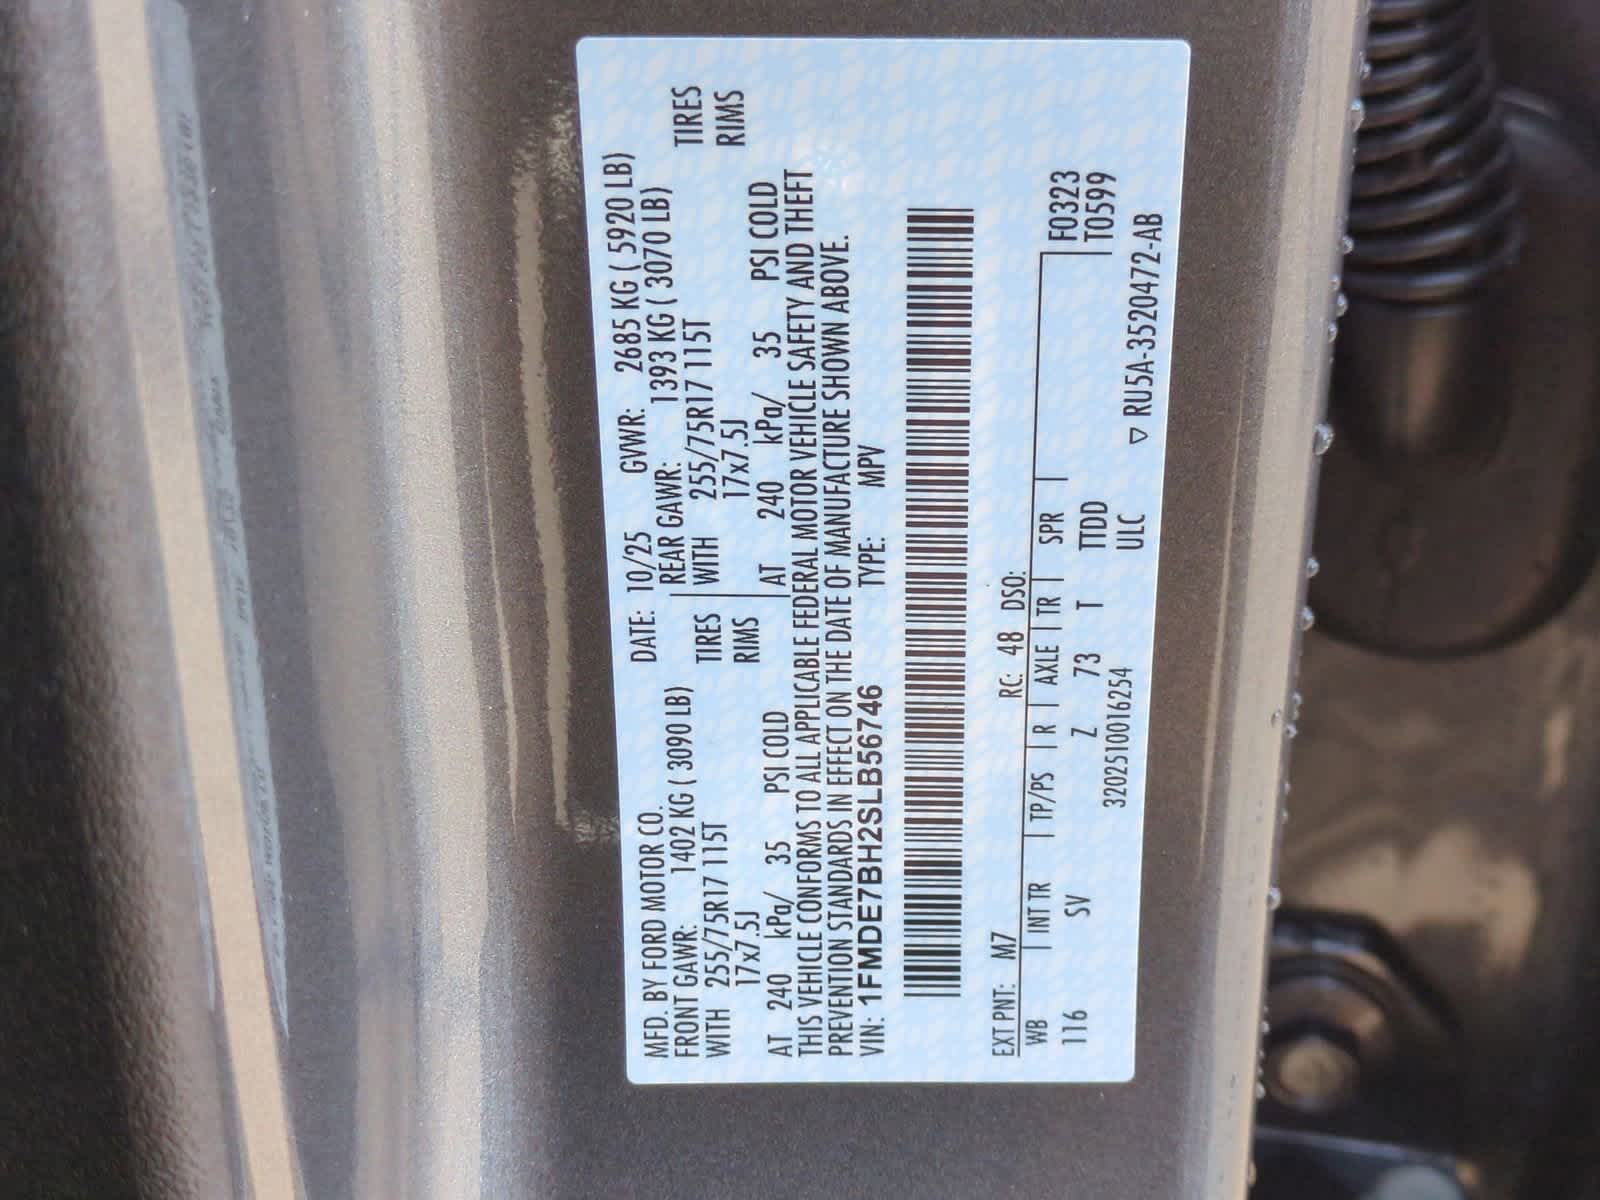 MFD. BY FORD MOTOR CO. DATE: 10/25 GVWR: 2685 KG ( 5920 LB)
FRONT GAWR: 1402 KG ( 3090 LB) REAR GAWR: 1393 KG ( 3070 LB)
WITH 255/75R17 115T TIRES WITH 255/75R17 115T TIRES
17x7.5J RIMS 17x7.5J RIMS
AT 240 kPa/ 35 PSI COLD AT 240 kPa/ 35 PSI COLD
THIS VEHICLE CONFORMS TO ALL APPLICABLE FEDERAL MOTOR VEHICLE SAFETY AND THEFT
PREVENTION STANDARDS IN EFFECT ON THE DATE OF MANUFACTURE SHOWN ABOVE.
VIN: 1FMDE7BH2SLB56746 TYPE: MPV
EXT PNT: M7 RC: 48 DSO:
WB | INT TR | TP/PS | R | AXLE | TR | SPR | F0323
116 SV Z 73 T TTDD T0599
3202510016254 ULC
▽ RU5A-3520472-AB